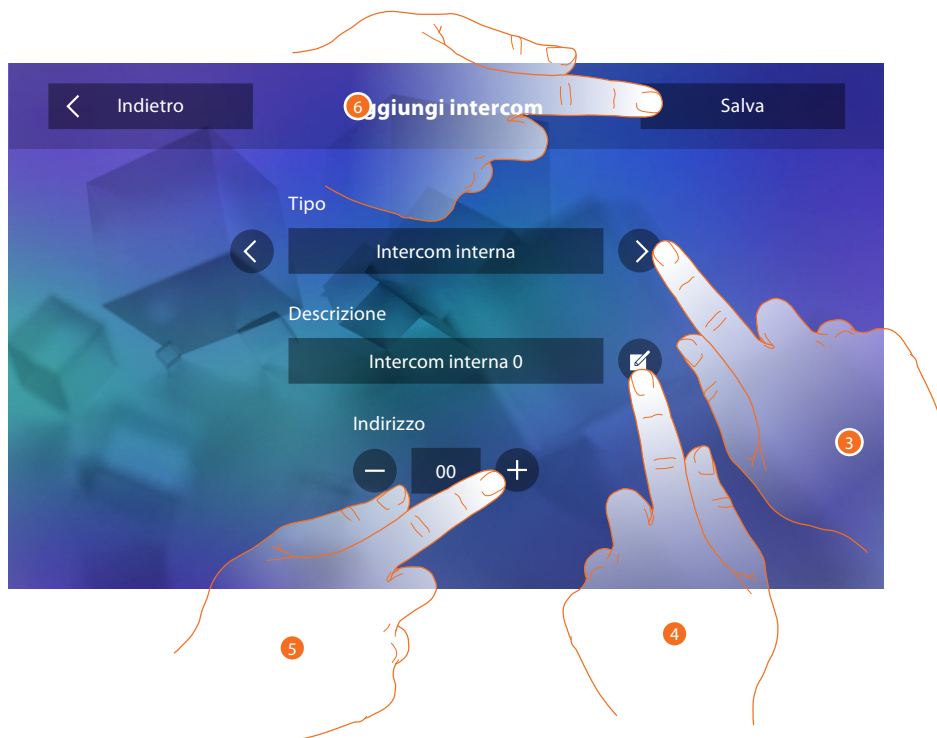 Indietro
6
ggiungi intercom
Salva
Tipo
Intercom interna
Descrizione
Intercom interna 0
Indirizzo
00
3
4
5